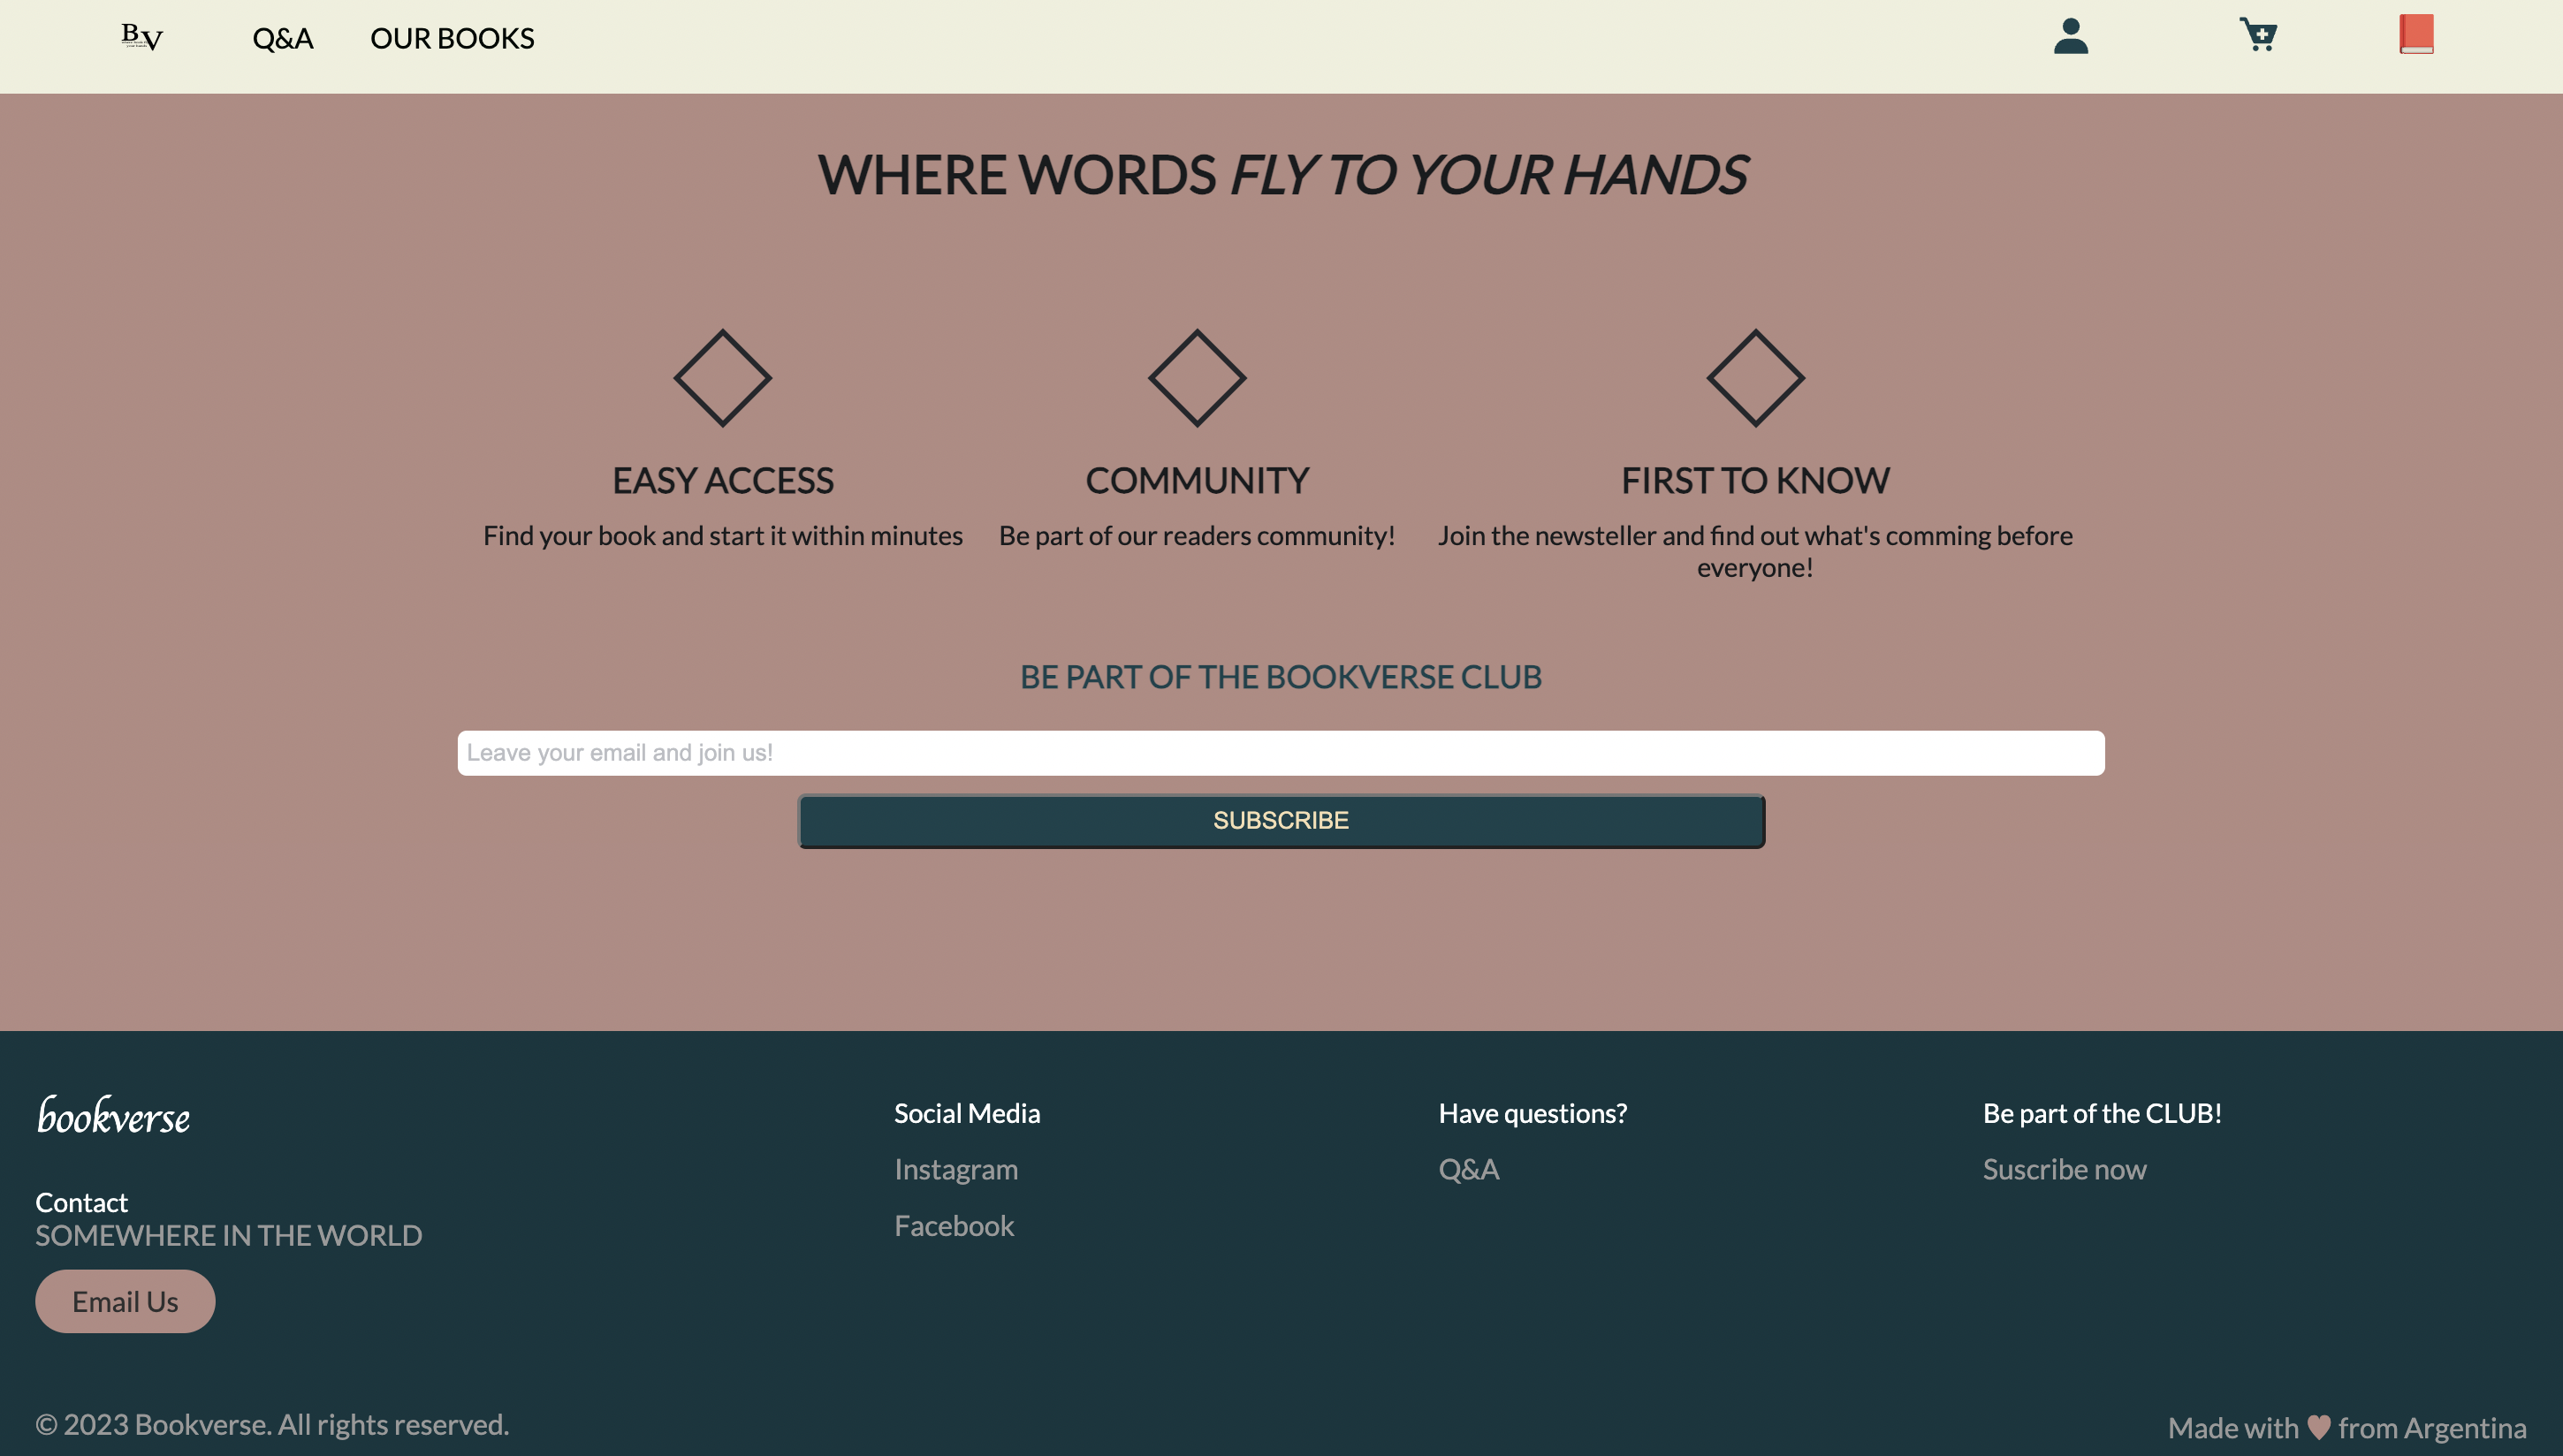 BV
Q&A
OUR BOOKS
WHERE WORDS FLY TO YOUR HANDS
EASY ACCESS
Find your book and start it within minutes
COMMUNITY
Be part of our readers community!
FIRST TO KNOW
Join the newsteller and find out what's comming before
everyone!
BE PART OF THE BOOKVERSE CLUB
Leave your email and join us!
SUBSCRIBE
bookverse
Contact
SOMEWHERE IN THE WORLD
Email Us
Social Media
Instagram
Facebook
Have questions?
Q&A
Be part of the CLUB!
Suscribe now
© 2023 Bookverse. All rights reserved.
Made with ♥ from Argentina